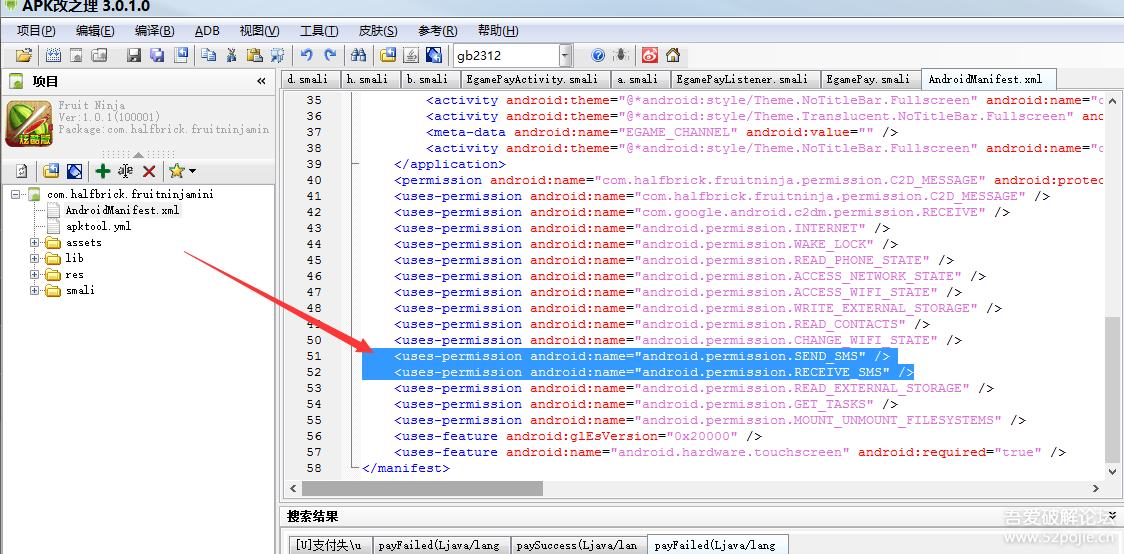 APK改之理 3.0.1.0
项目(P) 编辑(E) 编译(B) ADB 视图(V) 工具(T) 皮肤(S) 参考(R) 帮助(H)
gb2312
项目 «
Fruit Ninja
Ver:1.0.1(100001)
Package:com.halfbrick.fruitninjamin
炫酷版
com.halfbrick.fruitninjamini
AndroidManifest.xml
apktool.yml
assets
lib
res
smali
d.smali h.smali b.smali EgamePayActivity.smali a.smali EgamePayListener.smali EgamePay.smali AndroidManifest.xml
35 <activity android:theme="@*android:style/Theme.NoTitleBar.Fullscreen" android:name="c
36 <activity android:theme="@*android:style/Theme.Translucent.NoTitleBar.Fullscreen" and
37 <meta-data android:name="EGAME_CHANNEL" android:value="" />
38 <activity android:theme="@*android:style/Theme.NoTitleBar.Fullscreen" android:name="c
39 </application>
40 <permission android:name="com.halfbrick.fruitninja.permission.C2D_MESSAGE" android:protec
41 <uses-permission android:name="com.halfbrick.fruitninja.permission.C2D_MESSAGE" />
42 <uses-permission android:name="com.google.android.c2dm.permission.RECEIVE" />
43 <uses-permission android:name="android.permission.INTERNET" />
44 <uses-permission android:name="android.permission.WAKE_LOCK" />
45 <uses-permission android:name="android.permission.READ_PHONE_STATE" />
46 <uses-permission android:name="android.permission.ACCESS_NETWORK_STATE" />
47 <uses-permission android:name="android.permission.ACCESS_WIFI_STATE" />
48 <uses-permission android:name="android.permission.WRITE_EXTERNAL_STORAGE" />
49 <uses-permission android:name="android.permission.READ_CONTACTS" />
50 <uses-permission android:name="android.permission.CHANGE_WIFI_STATE" />
51 <uses-permission android:name="android.permission.SEND_SMS" />
52 <uses-permission android:name="android.permission.RECEIVE_SMS" />
53 <uses-permission android:name="android.permission.READ_EXTERNAL_STORAGE" />
54 <uses-permission android:name="android.permission.GET_TASKS" />
55 <uses-permission android:name="android.permission.MOUNT_UNMOUNT_FILESYSTEMS" />
56 <uses-feature android:glEsVersion="0x20000" />
57 <uses-feature android:name="android.hardware.touchscreen" android:required="true" />
58 </manifest>
搜索结果
[U]支付失\u payFailed(Ljava/lang paySuccess(Ljava/lan payFailed(Ljava/lang
吾爱破解论坛
www.52pojie.cn